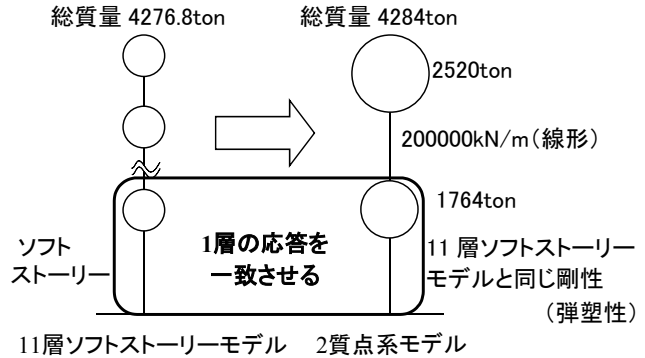 総質量 4276.8ton
総質量 4284ton
2520ton
200000kN/m(線形)
1764ton
ソフト
ストーリー
1層の応答を
一致させる
11 層ソフトストーリー
モデルと同じ剛性
(弾塑性)
11層ソフトストーリーモデル
2質点系モデル